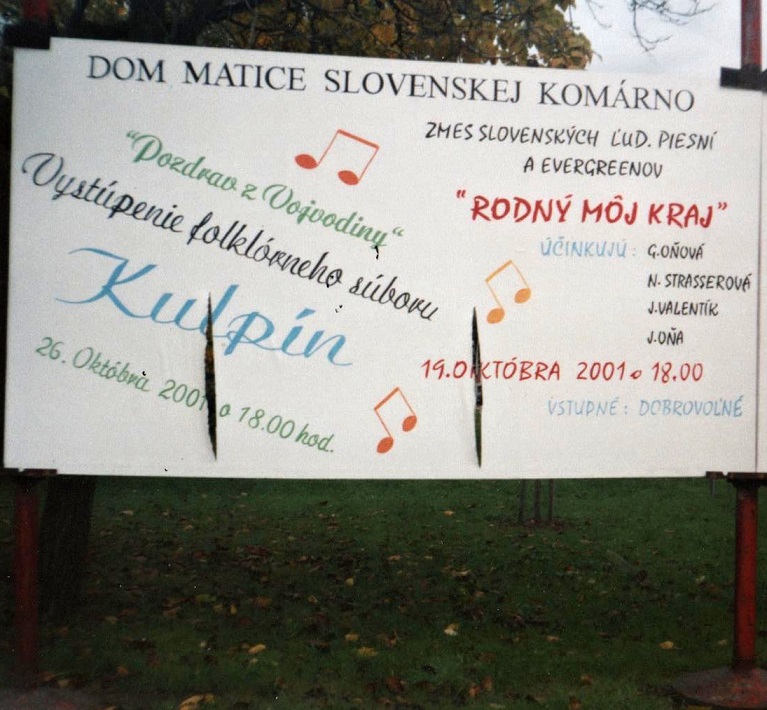 DOM MATICE SLOVENSKEJ KOMÁRNO
"Pozdrav z Vojvodiny"
Vystúpenie folklórneho súboru
Kulpín
26. Októbra 2001 o 18.00 hod.
ZMES SLOVENSKÝCH ĽUD. PIESNÍ
A EVERGREENOV
"RODNÝ MÔJ KRAJ"
ÚČINKUJÚ: G.OŇOVÁ
N. STRASSEROVÁ
J.VALENTÍK
J.OŇA
19.OKTÓBRA 2001 o 18.00
VSTUPNÉ: DOBROVOĽNÉ